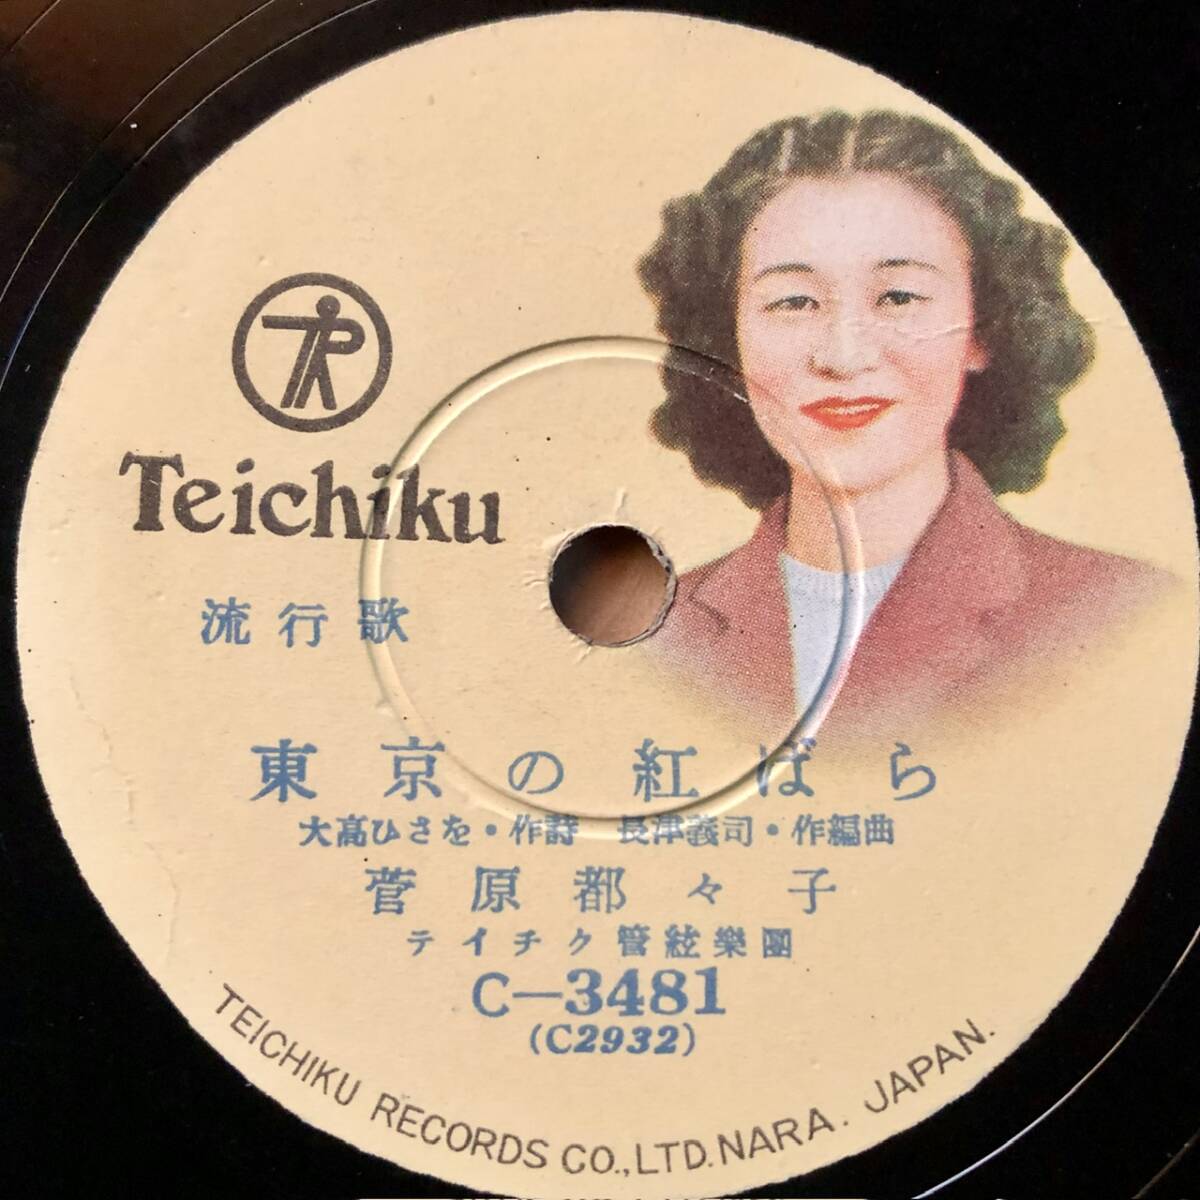 TR
Teichiku
流行歌
東京の紅ばら
大高ひさを・作詩 長津義司・作編曲
菅原都々子
テイチク管絃樂團
C-3481
(C2932)
TEICHIKU RECORDS CO.,LTD. NARA. JAPAN.